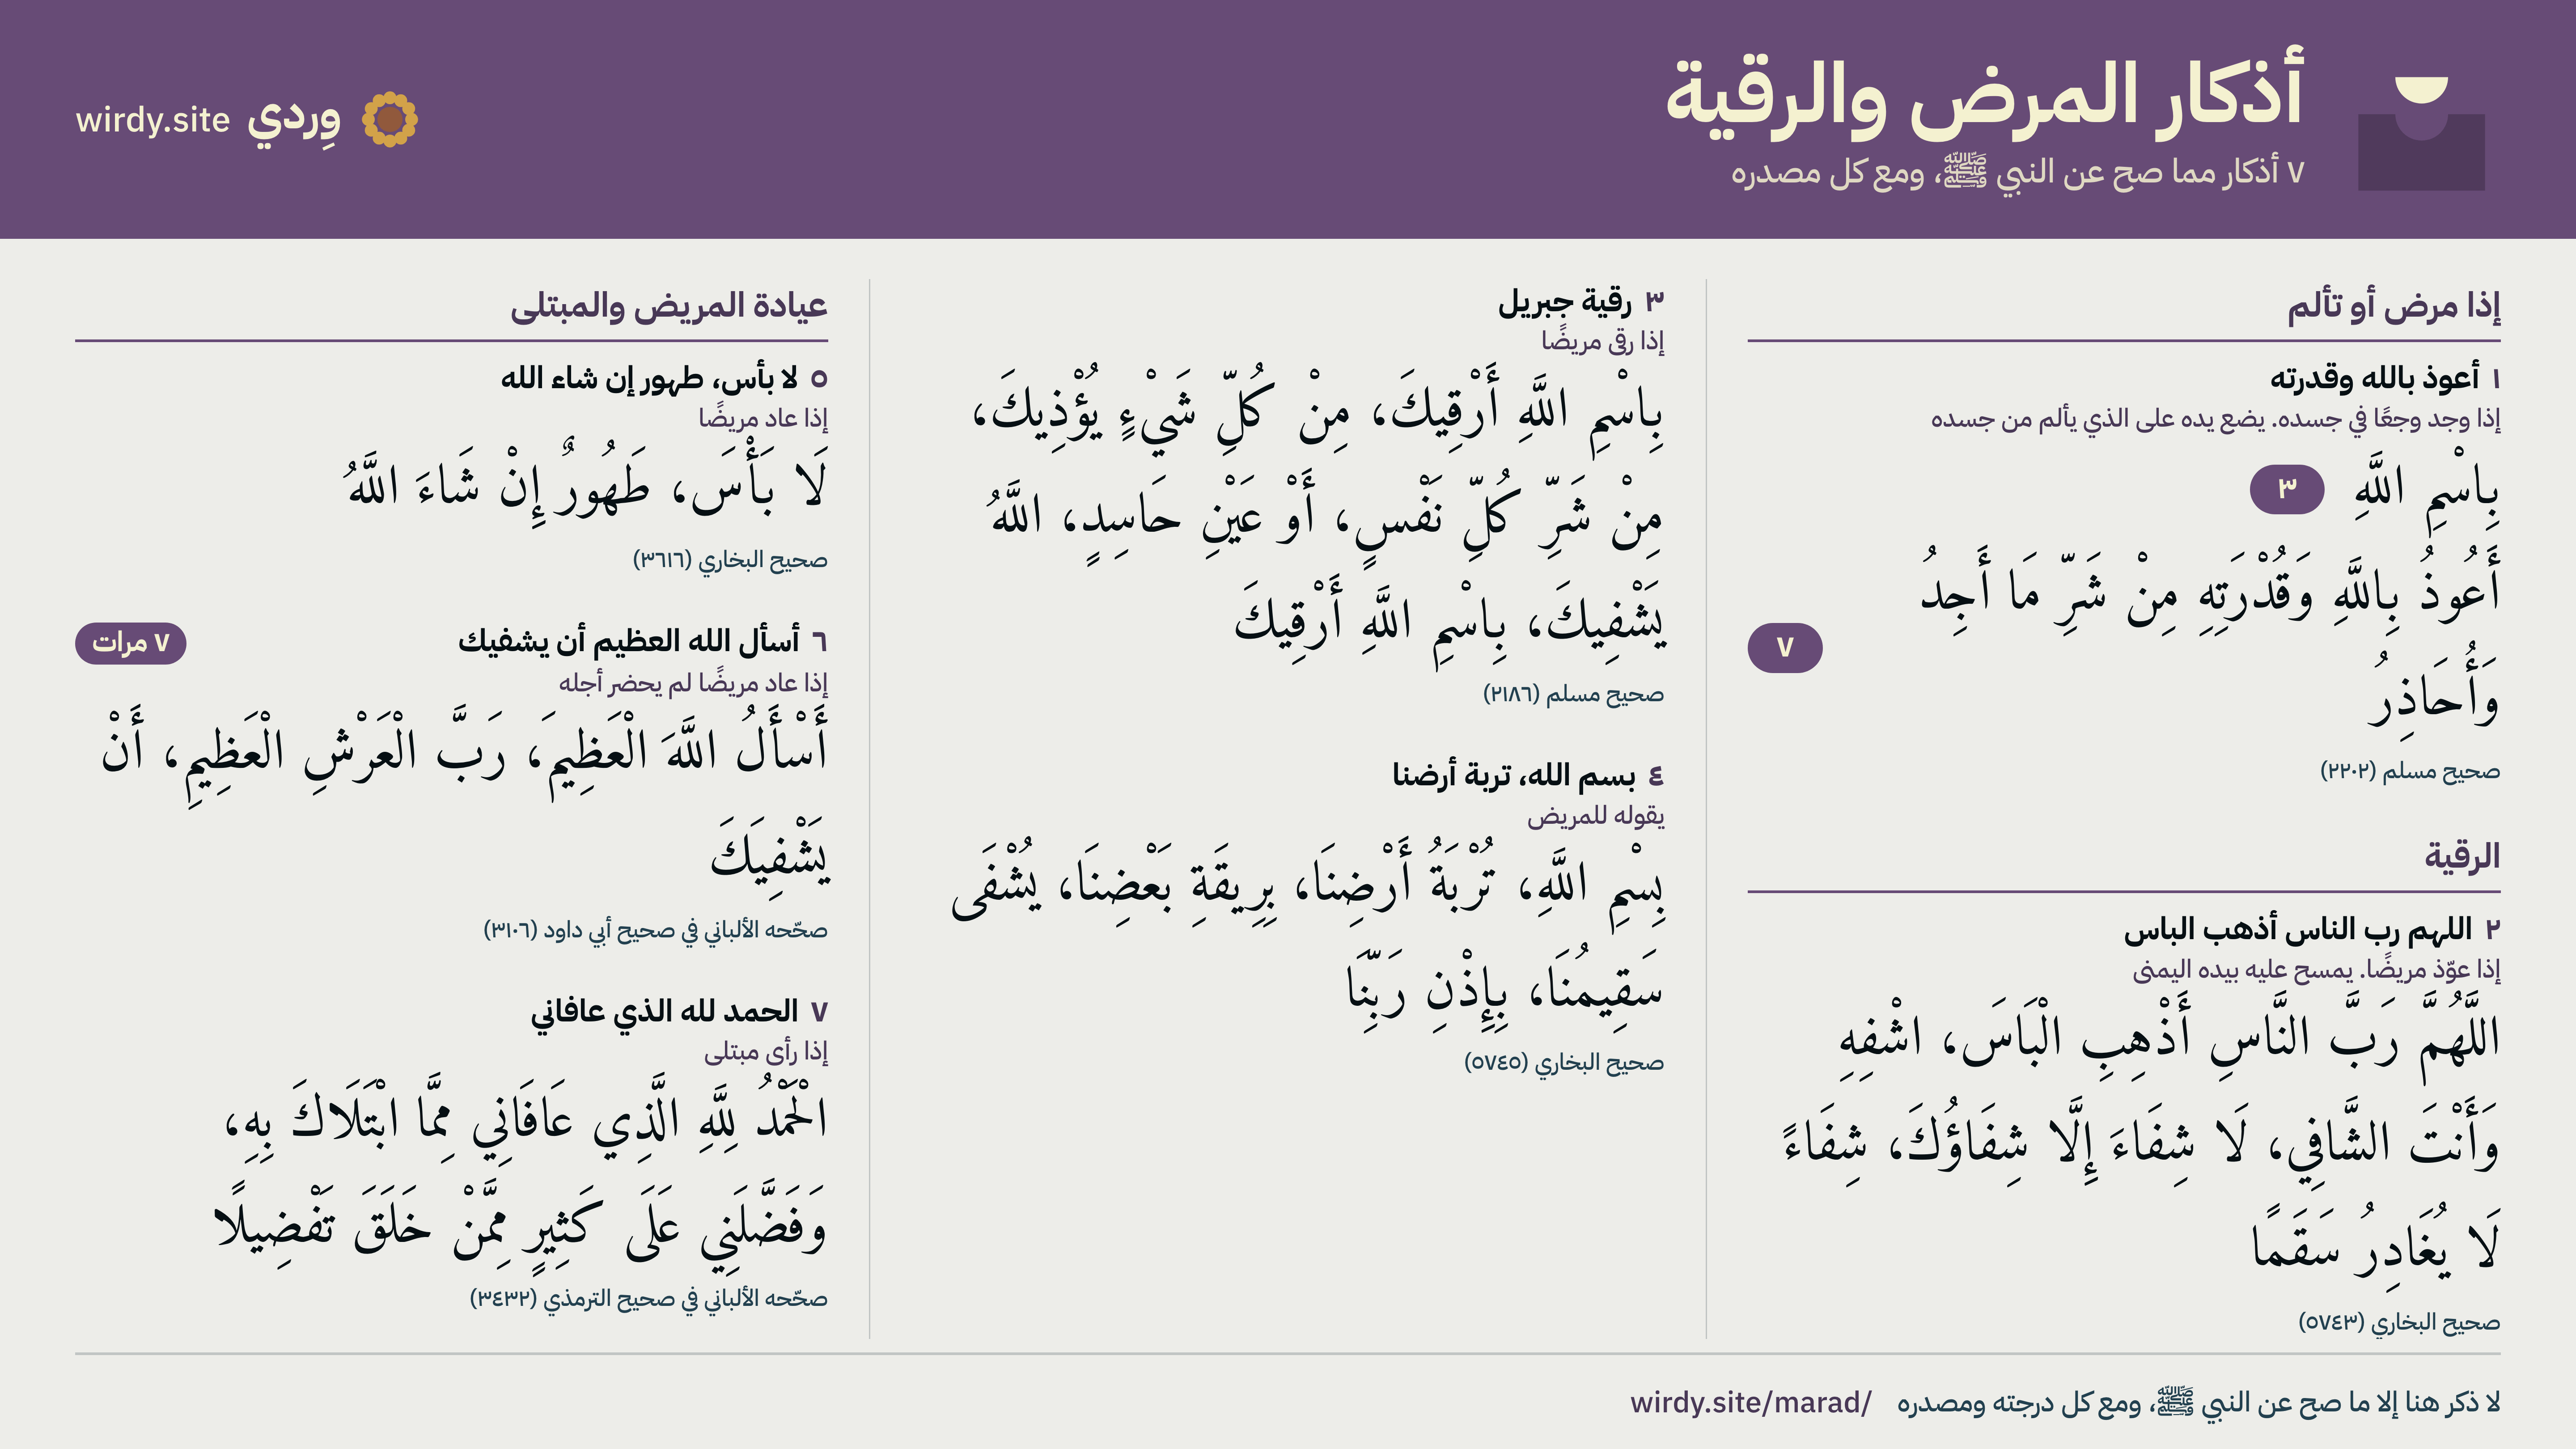 أذكار المرض والرقية
٧ أذكار مما صح عن النبي ﷺ، ومع كل مصدره
وِردي wirdy.site
إذا مرض أو تألم
١ أعوذ بالله وقدرته
إذا وجد وجعًا في جسده. يضع يده على الذي يألم من جسده
بِاسْمِ اللَّهِ ٣
أَعُوذُ بِاللَّهِ وَقُدْرَتِهِ مِنْ شَرِّ مَا أَجِدُ
وَأُحَاذِرُ ٧
صحيح مسلم (٢٢٠٢)
الرقية
٢ اللهم رب الناس أذهب الباس
إذا عوّذ مريضًا. يمسح عليه بيده اليمنى
اللَّهُمَّ رَبَّ النَّاسِ أَذْهِبِ الْبَاسَ، اشْفِهِ
وَأَنْتَ الشَّافِي، لَا شِفَاءَ إِلَّا شِفَاؤُكَ، شِفَاءً
لَا يُغَادِرُ سَقَمًا
صحيح البخاري (٥٧٤٣)
٣ رقية جبريل
إذا رقى مريضًا
بِاسْمِ اللَّهِ أَرْقِيكَ، مِنْ كُلِّ شَيْءٍ يُؤْذِيكَ،
مِنْ شَرِّ كُلِّ نَفْسٍ، أَوْ عَيْنِ حَاسِدٍ، اللَّهُ
يَشْفِيكَ، بِاسْمِ اللَّهِ أَرْقِيكَ
صحيح مسلم (٢١٨٦)
٤ بسم الله، تربة أرضنا
يقوله للمريض
بِسْمِ اللَّهِ، تُرْبَةُ أَرْضِنَا، بِرِيقَةِ بَعْضِنَا، يُشْفَى
سَقِيمُنَا، بِإِذْنِ رَبِّنَا
صحيح البخاري (٥٧٤٥)
عيادة المريض والمبتلى
٥ لا بأس، طهور إن شاء الله
إذا عاد مريضًا
لَا بَأْسَ، طَهُورٌ إِنْ شَاءَ اللَّهُ
صحيح البخاري (٣٦١٦)
٦ أسأل الله العظيم أن يشفيك ٧ مرات
إذا عاد مريضًا لم يحضر أجله
أَسْأَلُ اللَّهَ الْعَظِيمَ، رَبَّ الْعَرْشِ الْعَظِيمِ، أَنْ
يَشْفِيَكَ
صحّحه الألباني في صحيح أبي داود (٣١٠٦)
٧ الحمد لله الذي عافاني
إذا رأى مبتلى
الْحَمْدُ لِلَّهِ الَّذِي عَافَانِي مِمَّا ابْتَلَاكَ بِهِ،
وَفَضَّلَنِي عَلَى كَثِيرٍ مِمَّنْ خَلَقَ تَفْضِيلًا
صحّحه الألباني في صحيح الترمذي (٣٤٣٢)
لا ذكر هنا إلا ما صح عن النبي ﷺ، ومع كل درجته ومصدره wirdy.site/marad/